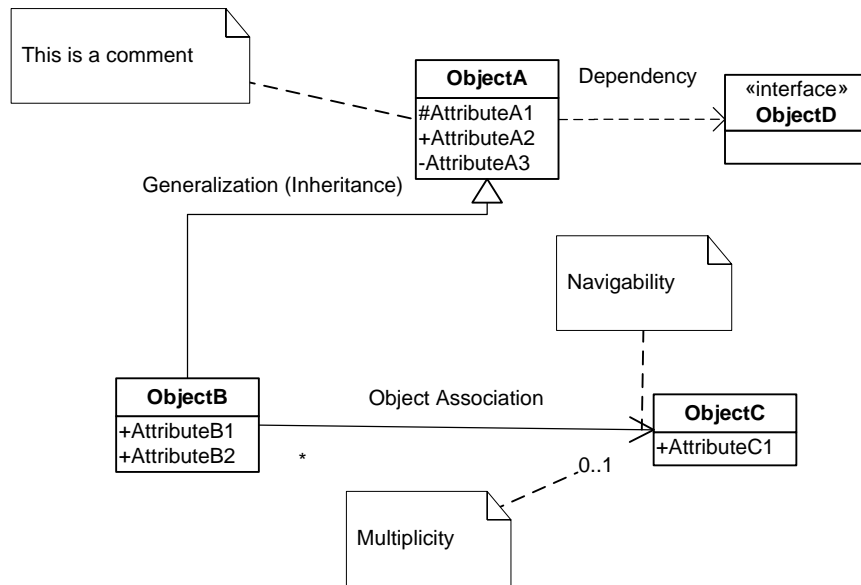 This is a comment
ObjectA
#AttributeA1
+AttributeA2
-AttributeA3
Dependency
«interface»
ObjectD
Generalization (Inheritance)
Navigability
ObjectB
+AttributeB1
+AttributeB2
*
Object Association
ObjectC
+AttributeC1
0..1
Multiplicity